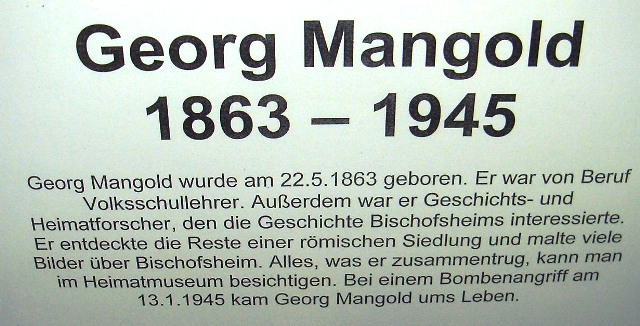 Georg Mangold
1863 – 1945
Georg Mangold wurde am 22.5.1863 geboren. Er war von Beruf
Volksschullehrer. Außerdem war er Geschichts- und
Heimatforscher, den die Geschichte Bischofsheims interessierte.
Er entdeckte die Reste einer römischen Siedlung und malte viele
Bilder über Bischofsheim. Alles, was er zusammentrug, kann man
im Heimatmuseum besichtigen. Bei einem Bombenangriff am
13.1.1945 kam Georg Mangold ums Leben.